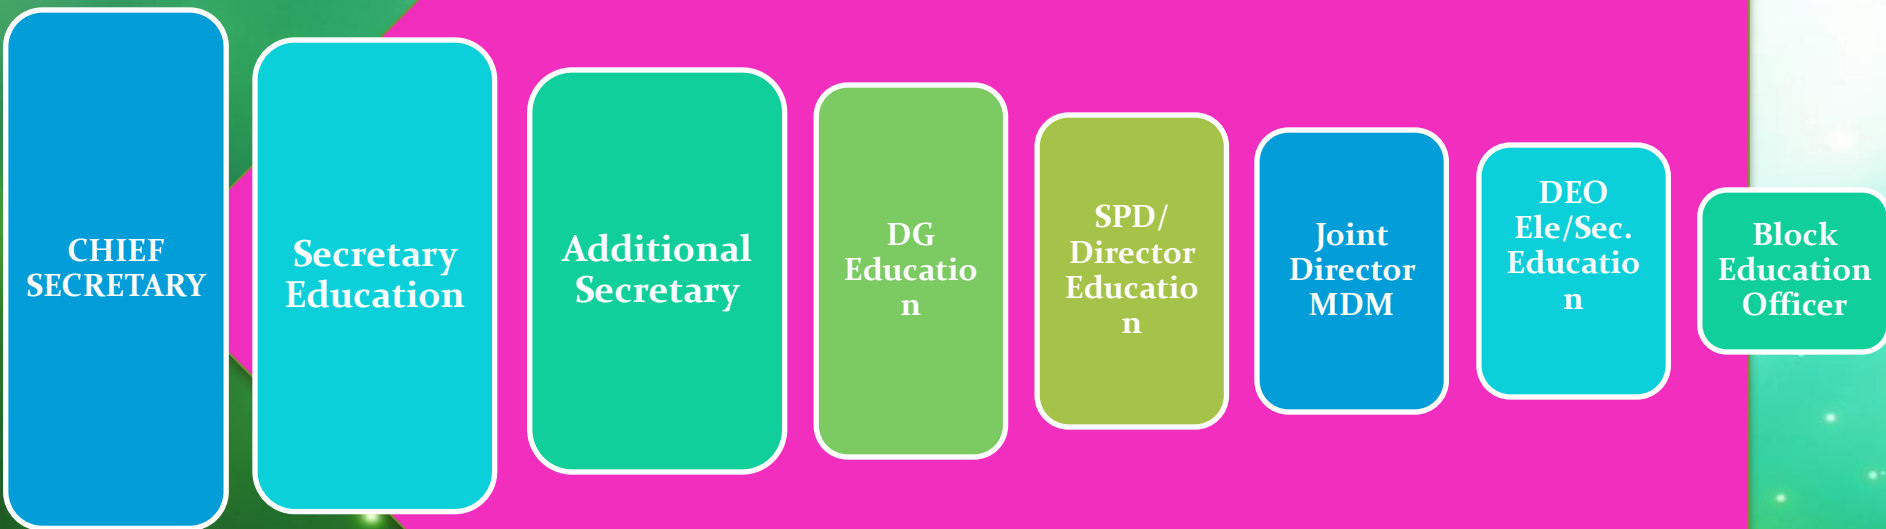 CHIEF
SECRETARY
Secretary
Education
Additional
Secretary
DG
Educatio
n
SPD/
Director
Educatio
n
Joint
Director
MDM
DEO
Ele/Sec.
Educatio
n
Block
Education
Officer